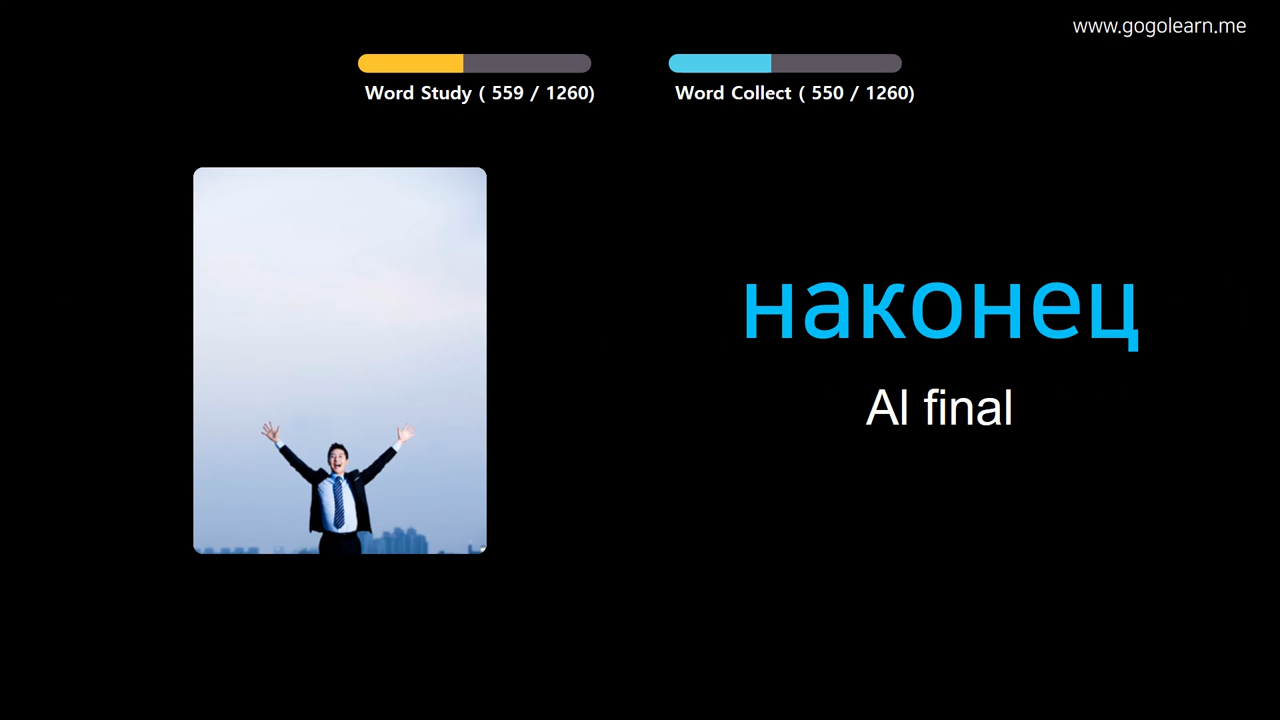 www.gogolearn.me
Word Study ( 559 / 1260)
Word Collect ( 550 / 1260)
наконец
Al final